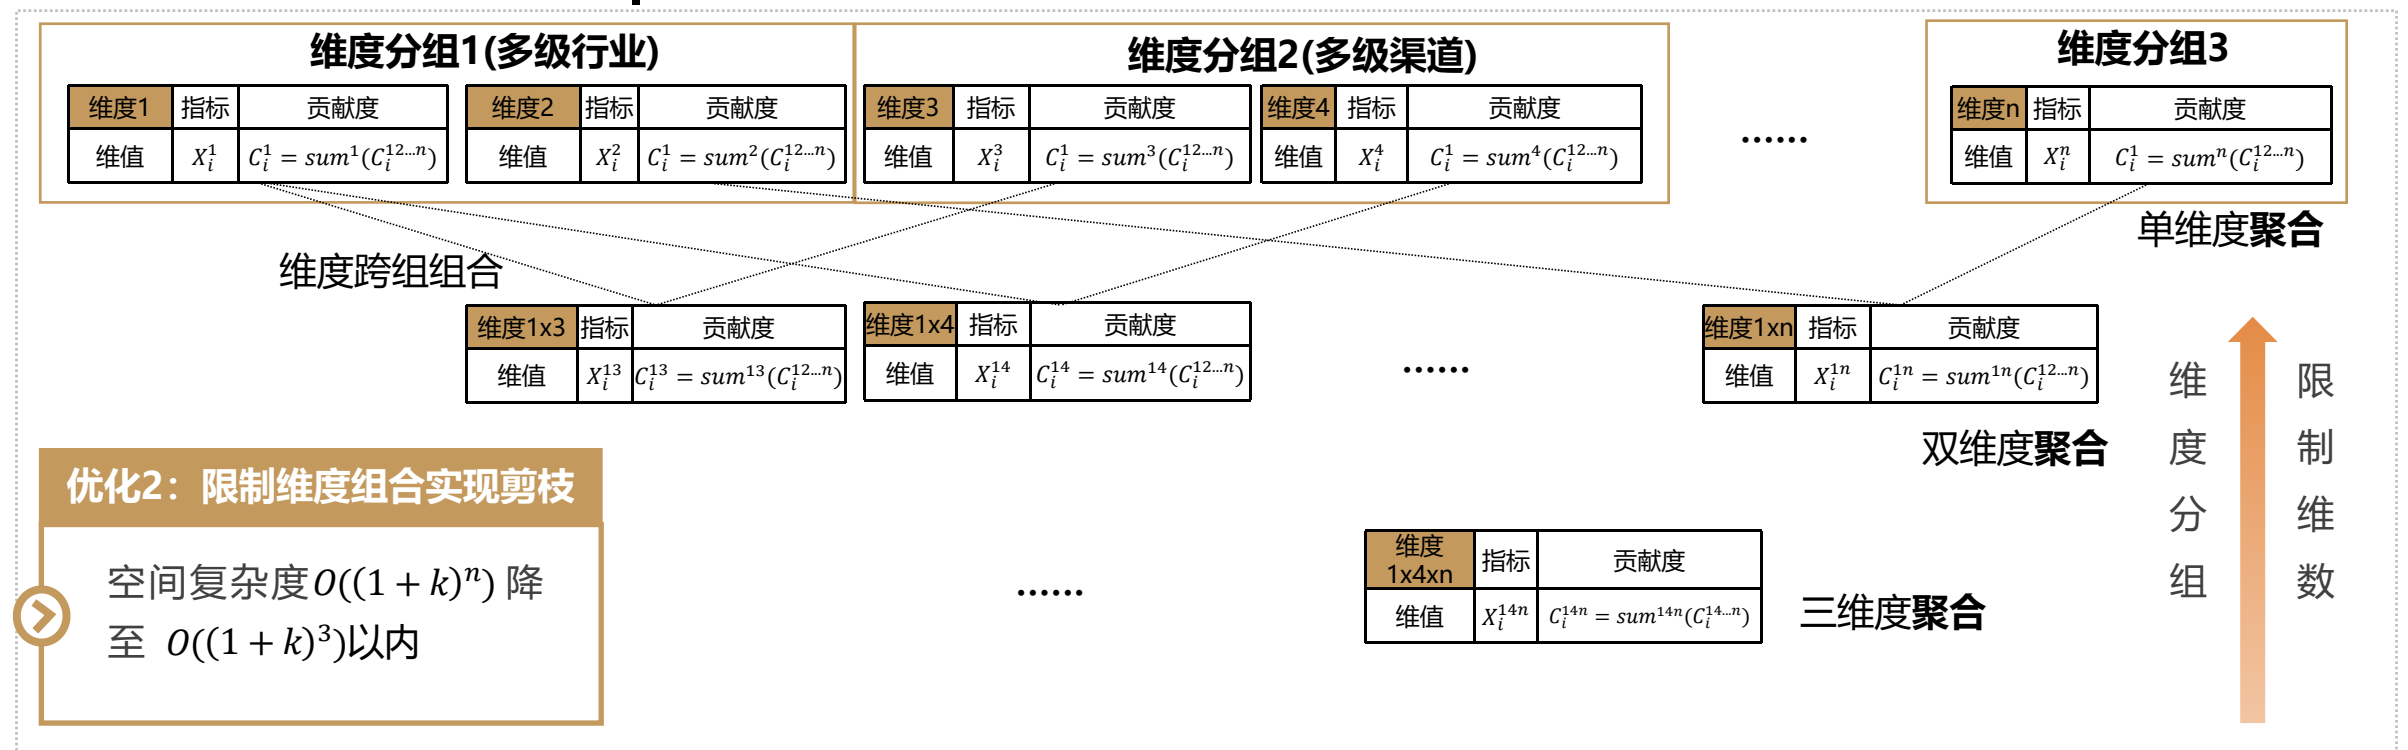 维度分组1(多级行业)
维度分组2(多级渠道)
维度分组3
维度1 指标 贡献度
维值 $X_i^1$ $C_i^1 = sum^1(C_i^{12...n})$
维度2 指标 贡献度
维值 $X_i^2$ $C_i^1 = sum^2(C_i^{12...n})$
维度3 指标 贡献度
维值 $X_i^3$ $C_i^1 = sum^3(C_i^{12...n})$
维度4 指标 贡献度
维值 $X_i^4$ $C_i^1 = sum^4(C_i^{12...n})$
......
维度n 指标 贡献度
维值 $X_i^n$ $C_i^1 = sum^n(C_i^{12...n})$
单维度聚合
维度跨组组合
维度1x3 指标 贡献度
维值 $X_i^{13}$ $C_i^{13} = sum^{13}(C_i^{12...n})$
维度1x4 指标 贡献度
维值 $X_i^{14}$ $C_i^{14} = sum^{14}(C_i^{12...n})$
......
维度1xn 指标 贡献度
维值 $X_i^{1n}$ $C_i^{1n} = sum^{1n}(C_i^{12...n})$
双维度聚合
维度分组
限制维数
优化2：限制维度组合实现剪枝
空间复杂度$O((1+k)^n)$ 降
至 $O((1+k)^3)$以内
......
维度
1x4xn 指标 贡献度
维值 $X_i^{14n}$ $C_i^{14n} = sum^{14n}(C_i^{14...n})$
三维度聚合